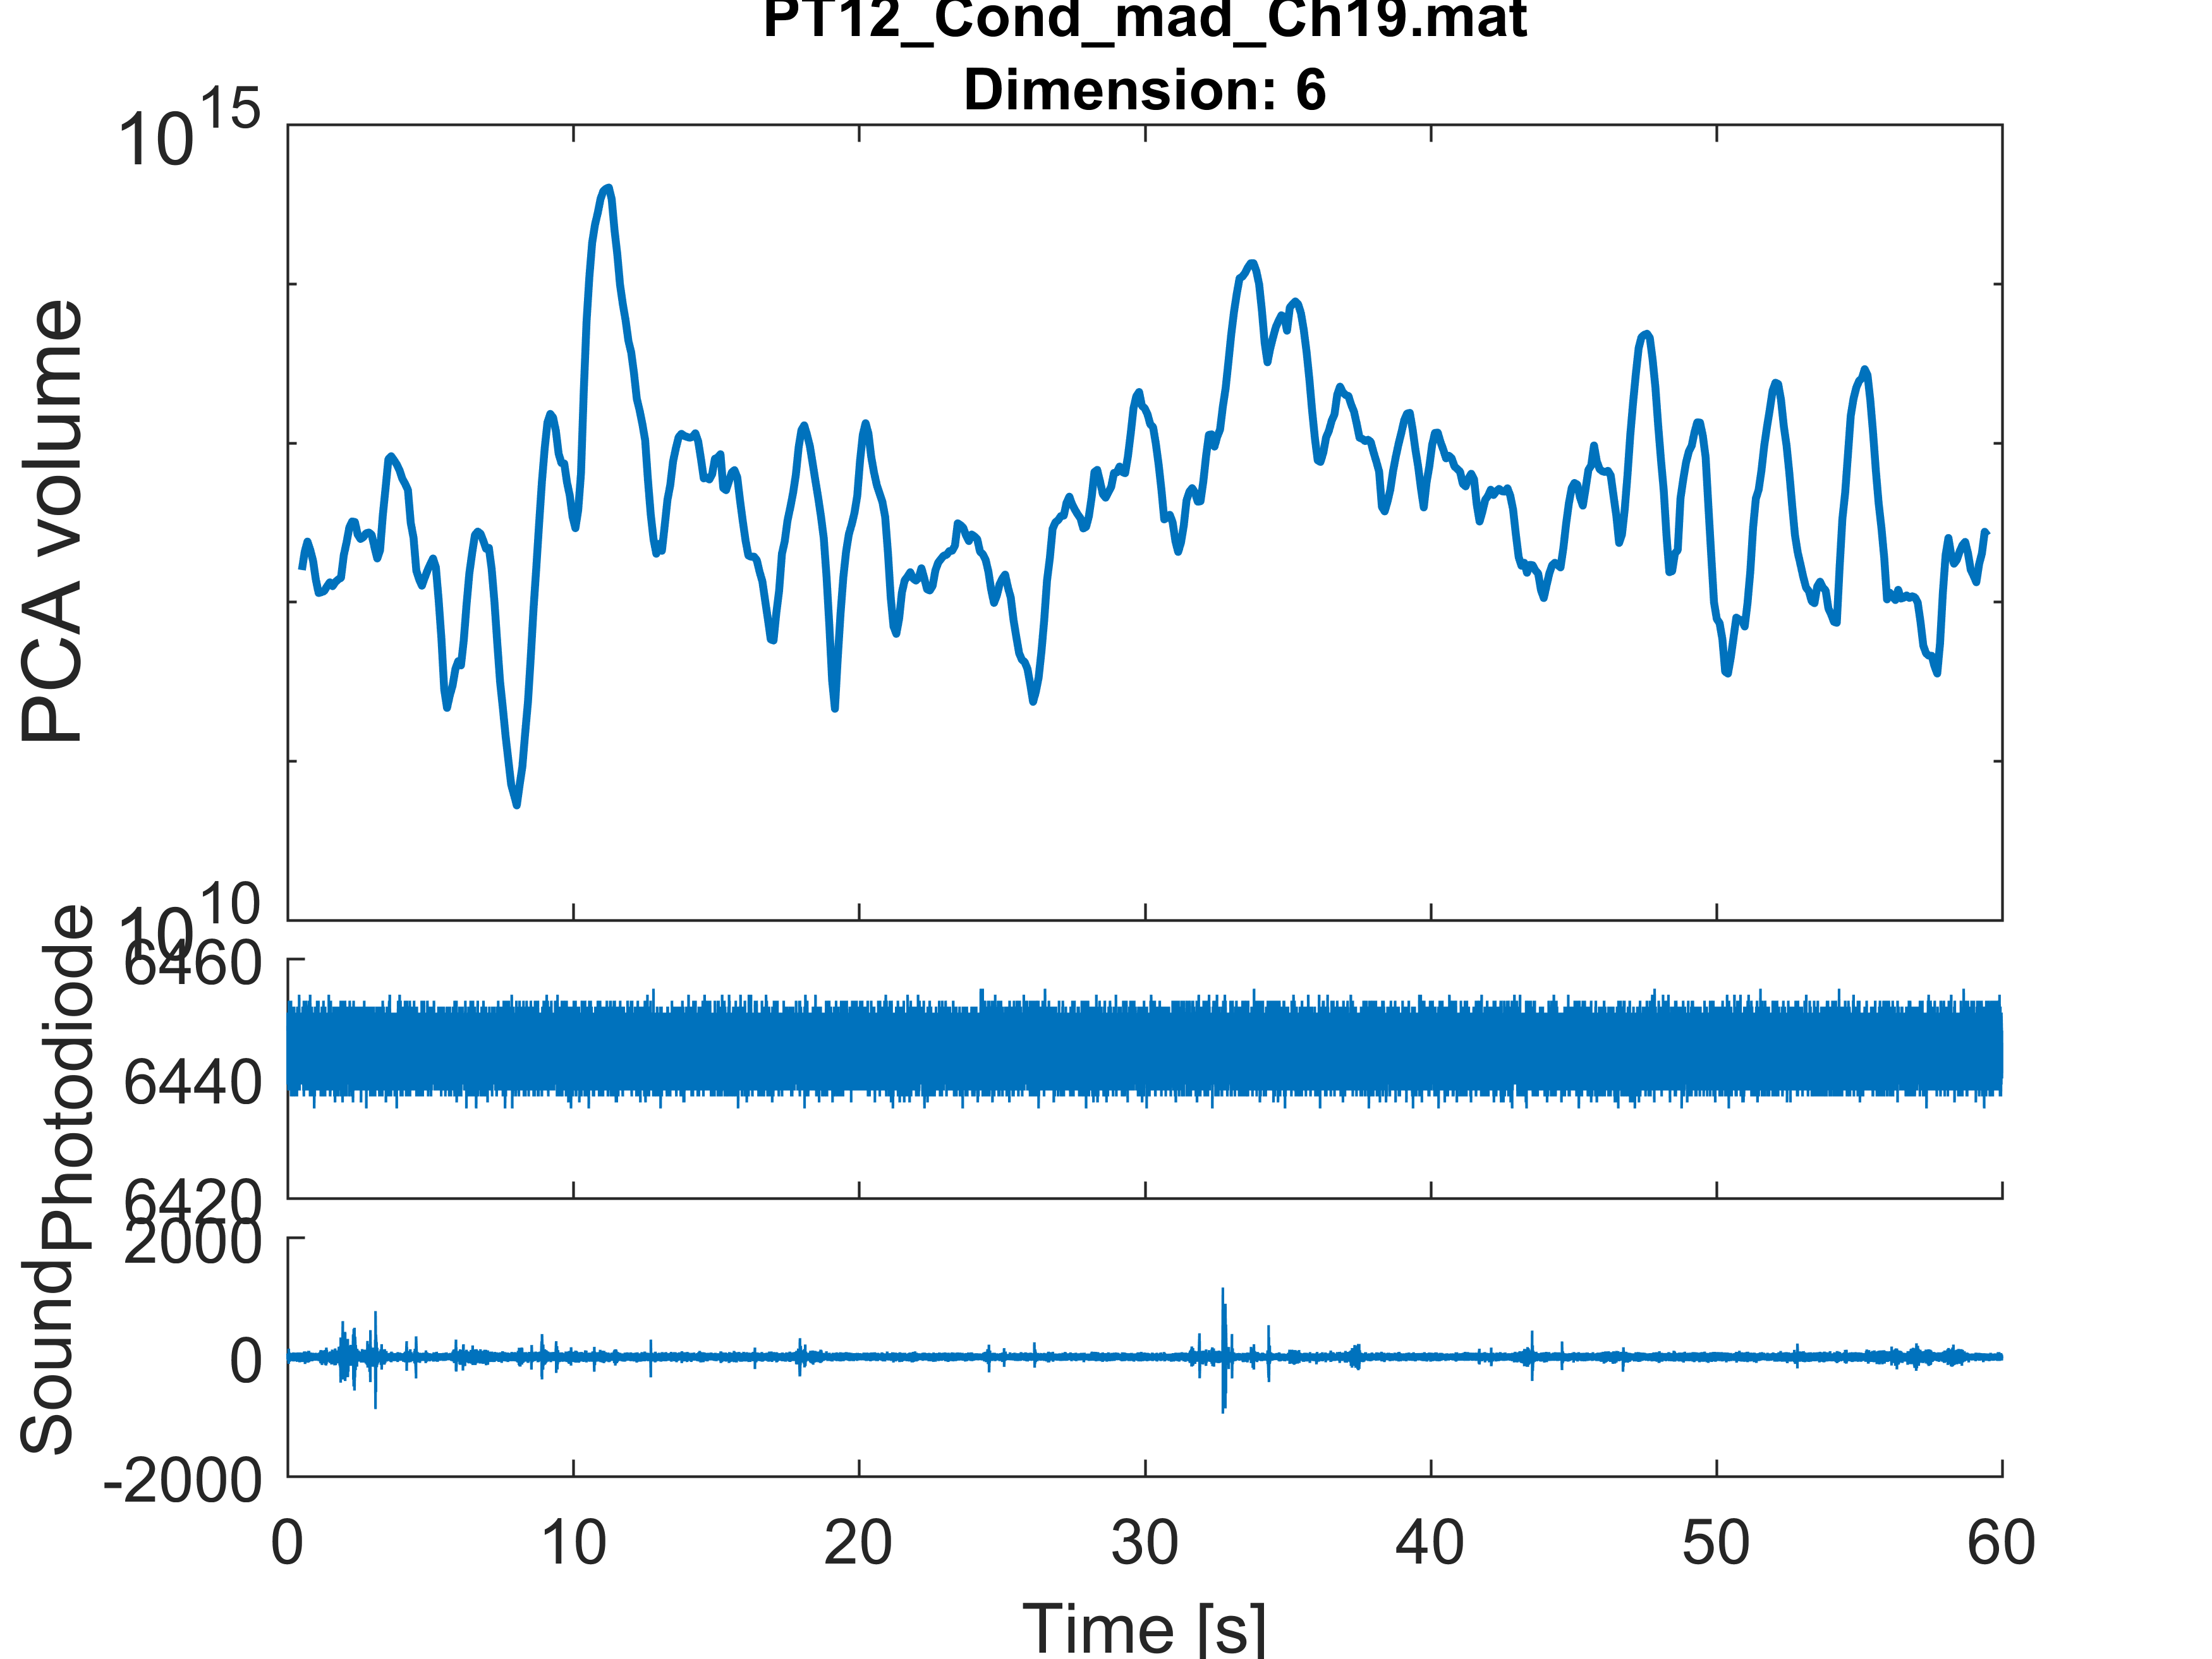 PT12_Cond_mad_Ch19.mat
Dimension: 6
10^15
PCA volume
10^10
6460
Photodiode
6440
6420
2000
Sound
0
-2000
0 10 20 30 40 50 60
Time [s]